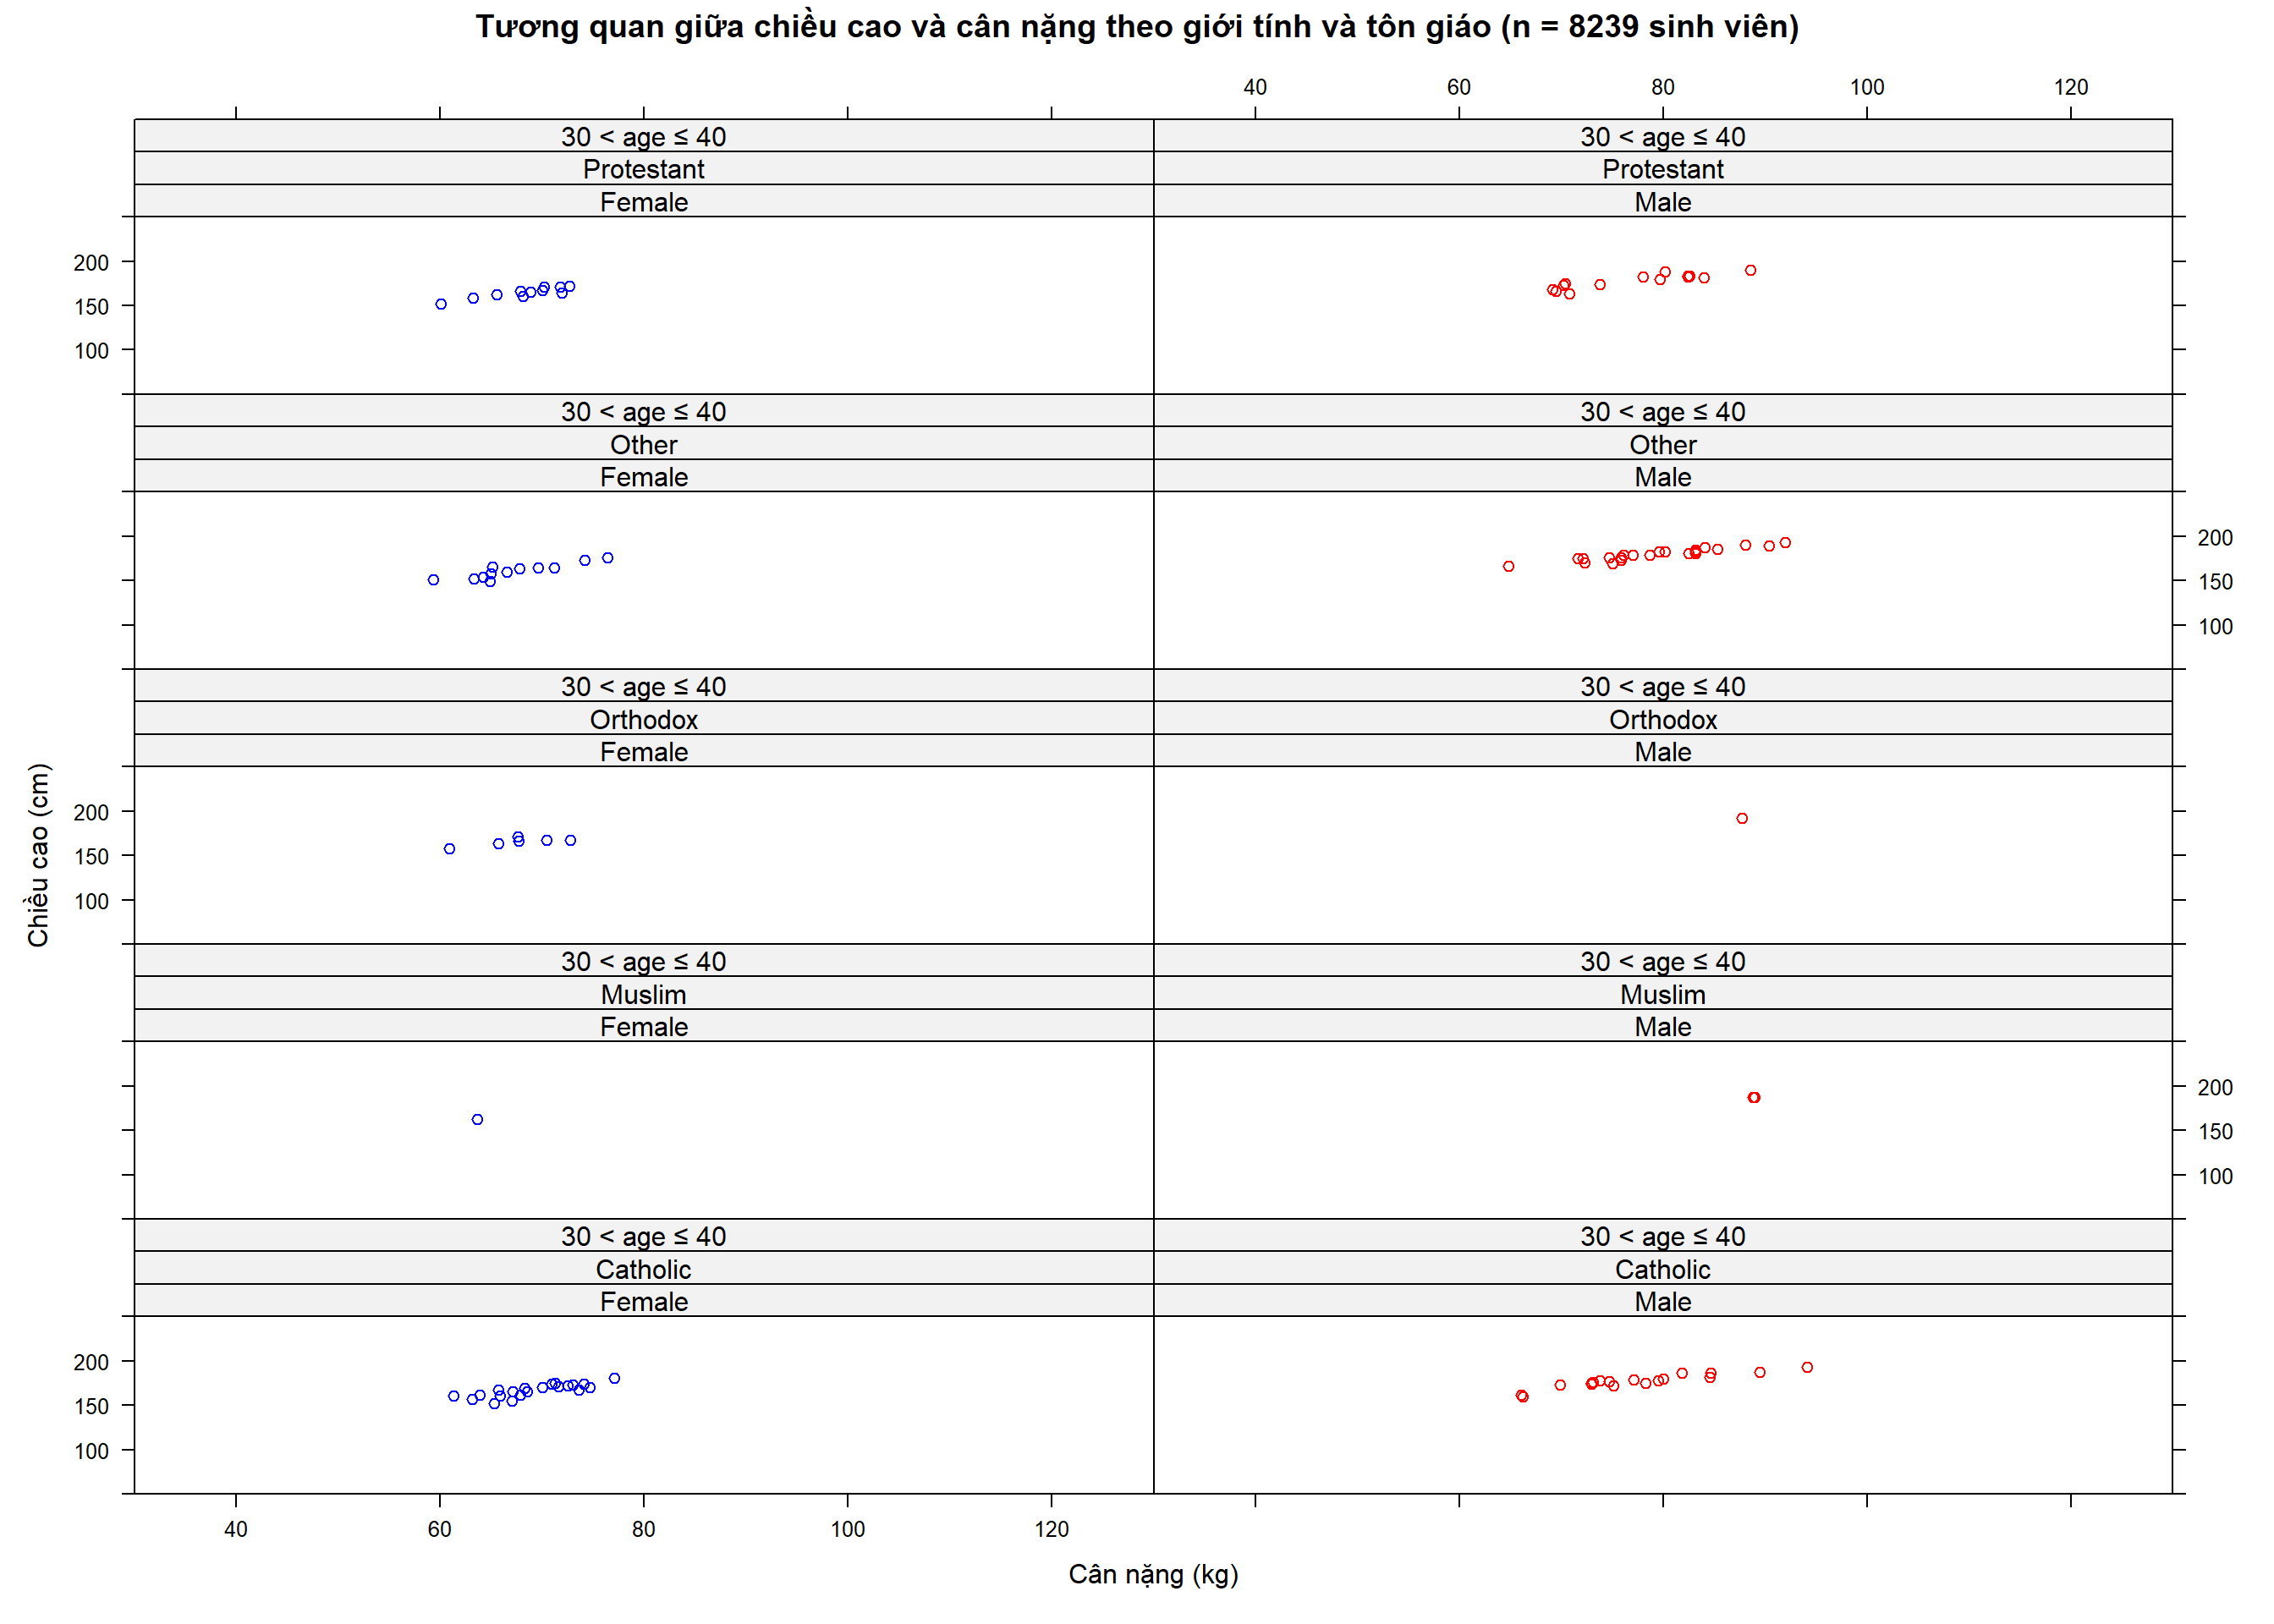 Tương quan giữa chiều cao và cân nặng theo giới tính và tôn giáo (n = 8239 sinh viên)
40 60 80 100 120
30 < age ≤ 40 30 < age ≤ 40
Protestant Protestant
Female Male
200
150
100
30 < age ≤ 40 30 < age ≤ 40
Other Other
Female Male
200
150
100
30 < age ≤ 40 30 < age ≤ 40
Orthodox Orthodox
Female Male
Chiều cao (cm)
200
150
100
30 < age ≤ 40 30 < age ≤ 40
Muslim Muslim
Female Male
200
150
100
30 < age ≤ 40 30 < age ≤ 40
Catholic Catholic
Female Male
200
150
100
40 60 80 100 120
Cân nặng (kg)